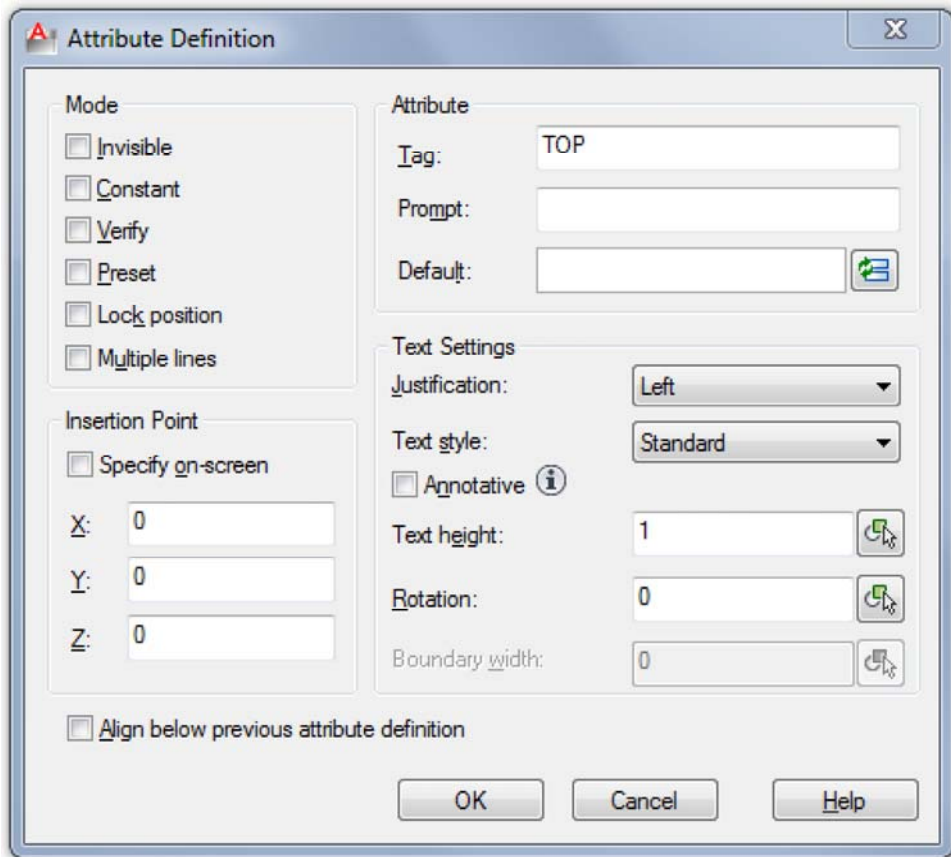 Attribute Definition
Mode
Invisible
Constant
Verify
Preset
Lock position
Multiple lines
Insertion Point
Specify on-screen
X: 0
Y: 0
Z: 0
Attribute
Tag: TOP
Prompt:
Default:
Text Settings
Justification: Left
Text style: Standard
Annotative
Text height: 1
Rotation: 0
Boundary width: 0
Align below previous attribute definition
OK Cancel Help